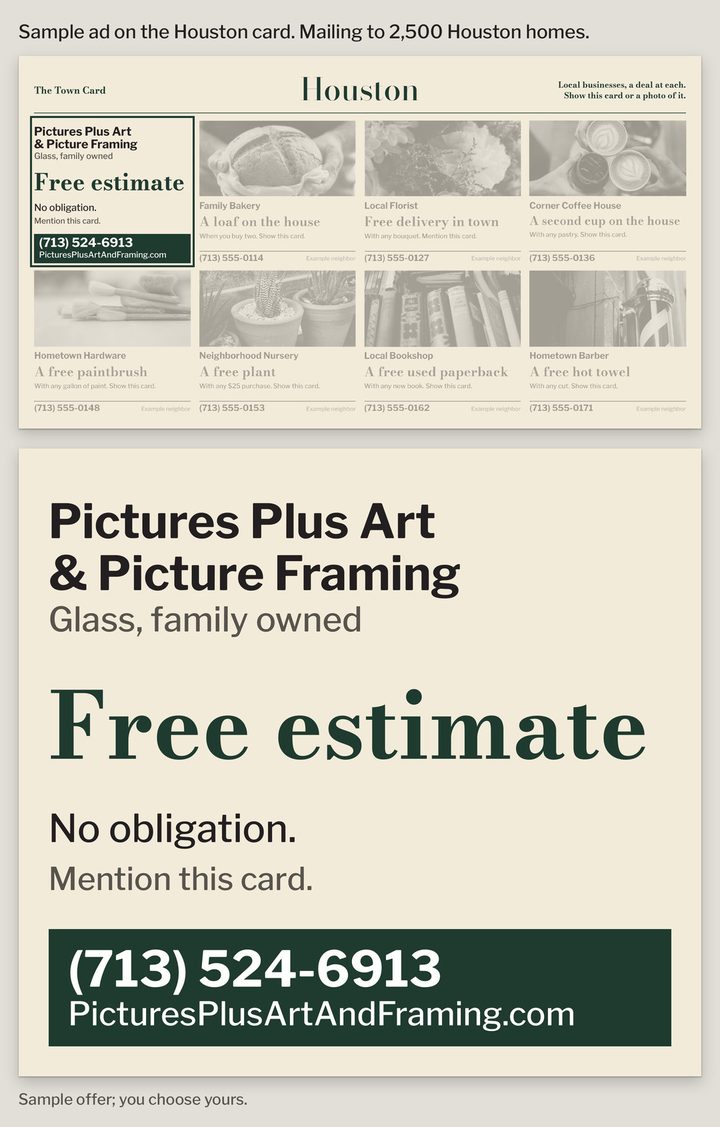 Sample ad on the Houston card. Mailing to 2,500 Houston homes.
The Town Card
Houston
Local businesses, a deal at each.
Show this card or a photo of it.
Pictures Plus Art
& Picture Framing
Glass, family owned
Free estimate
No obligation.
Mention this card.
(713) 524-6913
PicturesPlusArtAndFraming.com
Family Bakery
A loaf on the house
When you buy two. Show this card.
(713) 555-0114
Example neighbor
Local Florist
Free delivery in town
With any bouquet. Mention this card.
(713) 555-0127
Example neighbor
Corner Coffee House
A second cup on the house
With any pastry. Show this card.
(713) 555-0136
Example neighbor
Hometown Hardware
A free paintbrush
With any gallon of paint. Show this card.
(713) 555-0148
Example neighbor
Neighborhood Nursery
A free plant
With any $25 purchase. Show this card.
(713) 555-0153
Example neighbor
Local Bookshop
A free used paperback
With any new book. Show this card.
(713) 555-0162
Example neighbor
Hometown Barber
A free hot towel
With any cut. Show this card.
(713) 555-0171
Example neighbor
Pictures Plus Art
& Picture Framing
Glass, family owned
Free estimate
No obligation.
Mention this card.
(713) 524-6913
PicturesPlusArtAndFraming.com
Sample offer; you choose yours.